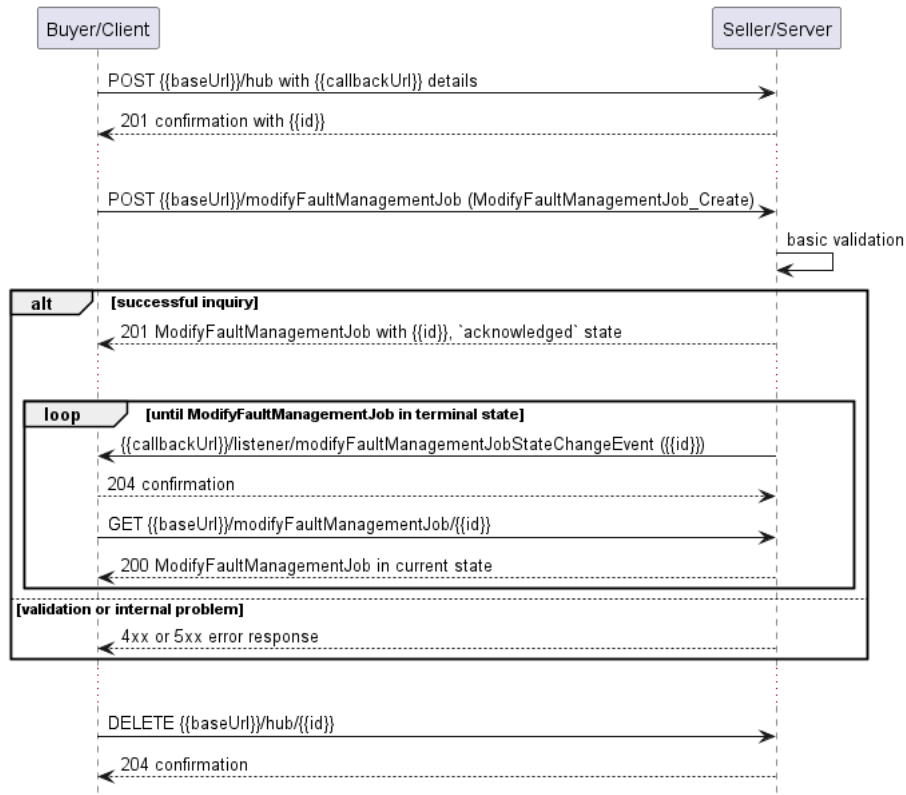 Buyer/Client
Seller/Server
POST {{baseUrl}}/hub with {{callbackUrl}} details
201 confirmation with {{id}}
POST {{baseUrl}}/modifyFaultManagementJob (ModifyFaultManagementJob_Create)
basic validation
alt [successful inquiry]
201 ModifyFaultManagementJob with {{id}}, `acknowledged` state
loop [until ModifyFaultManagementJob in terminal state]
{{callbackUrl}}/listener/modifyFaultManagementJobStateChangeEvent ({{id}})
204 confirmation
GET {{baseUrl}}/modifyFaultManagementJob/{{id}}
200 ModifyFaultManagementJob in current state
[validation or internal problem]
4xx or 5xx error response
DELETE {{baseUrl}}/hub/{{id}}
204 confirmation